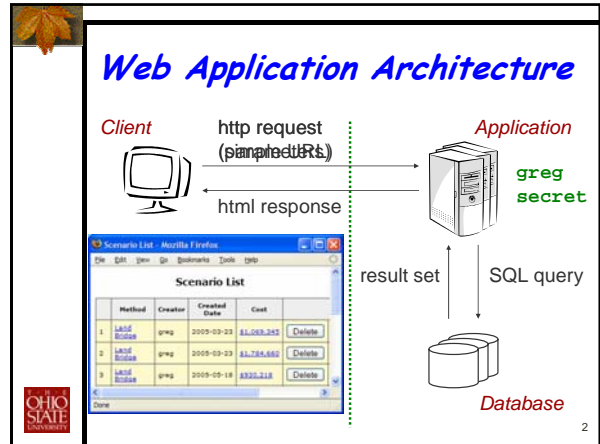 Web Application Architecture
Client
http request
Application
greg
secret
html response
Scenario List - Mozilla Firefox
File Edit View Go Bookmarks Tools Help
Scenario List
Method Creator Created Date Cost
1 Land Bridge greg 2005-03-23 $1,069,245 Delete
2 Land Bridge greg 2005-03-23 $1,784,660 Delete
3 Land Bridge greg 2005-05-18 $920,218 Delete
Done
result set
SQL query
Database
T · H · E
OHIO
STATE
UNIVERSITY
2